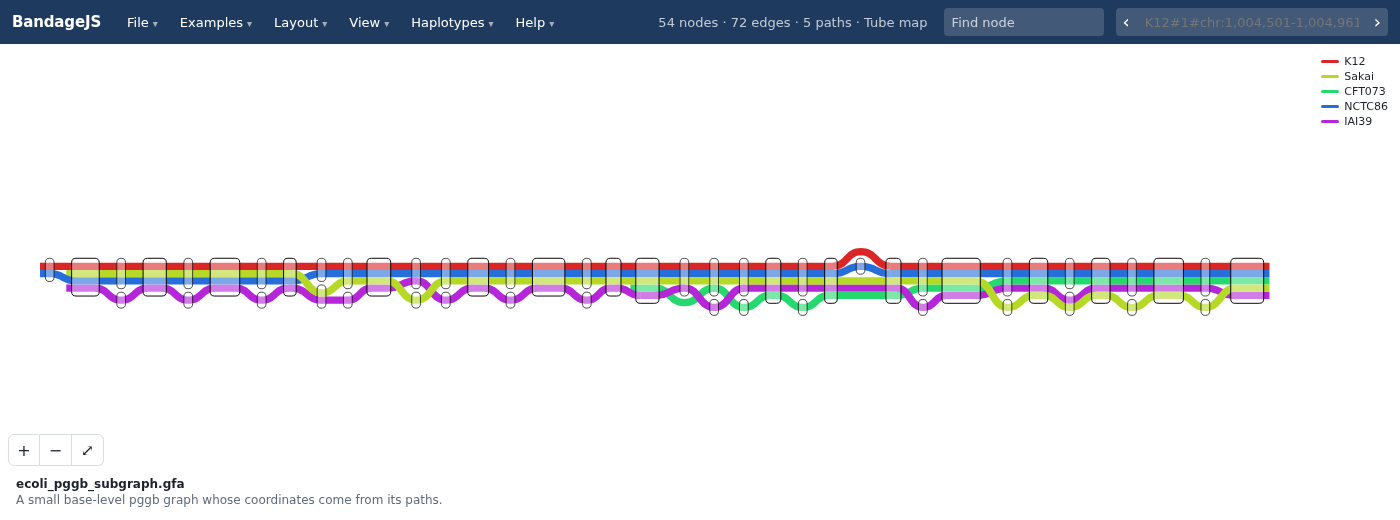 BandageJS File ▾ Examples ▾ Layout ▾ View ▾ Haplotypes ▾ Help ▾ 54 nodes · 72 edges · 5 paths · Tube map Find node ‹ K12#1#chr:1,004,501-1,004,961 ›
K12
Sakai
CFT073
NCTC86
IAI39
+ − ⤢
ecoli_pggb_subgraph.gfa
A small base-level pggb graph whose coordinates come from its paths.